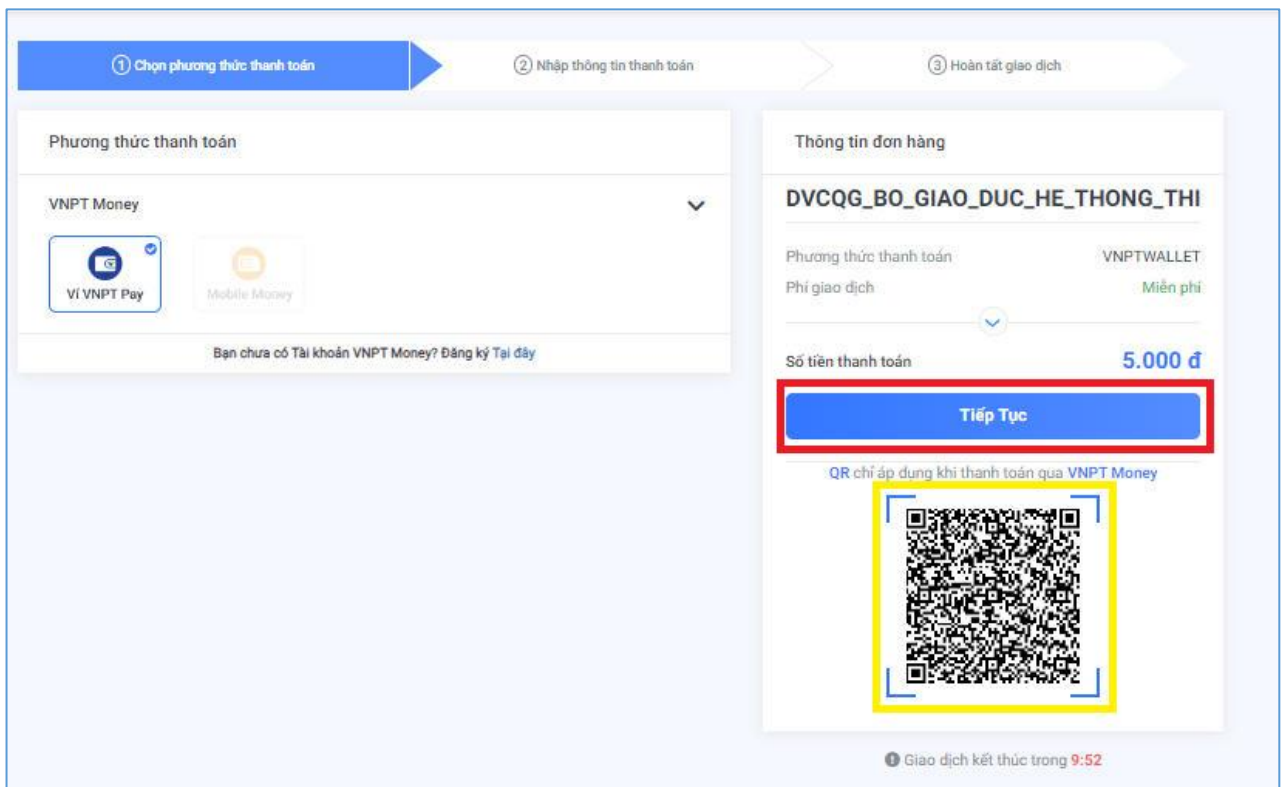 1 Chọn phương thức thanh toán
2 Nhập thông tin thanh toán
3 Hoàn tất giao dịch
Phương thức thanh toán
VNPT Money
Ví VNPT Pay
Mobile Money
Bạn chưa có Tài khoản VNPT Money? Đăng ký Tại đây
Thông tin đơn hàng
DVCQG_BO_GIAO_DUC_HE_THONG_THI
Phương thức thanh toán VNPTWALLET
Phí giao dịch Miễn phí
Số tiền thanh toán 5.000 đ
Tiếp Tục
QR chỉ áp dụng khi thanh toán qua VNPT Money
Giao dịch kết thúc trong 9:52